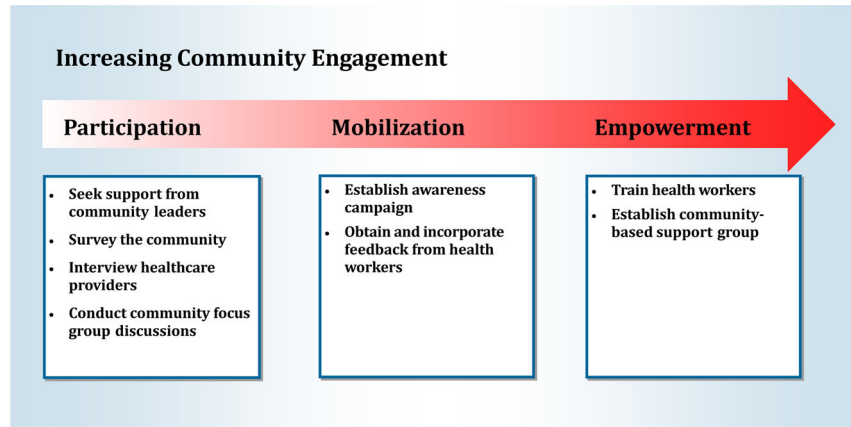 Increasing Community Engagement
Participation
Mobilization
Empowerment
• Seek support from
community leaders
• Survey the community
• Interview healthcare
providers
• Conduct community focus
group discussions
• Establish awareness
campaign
• Obtain and incorporate
feedback from health
workers
• Train health workers
• Establish community-
based support group